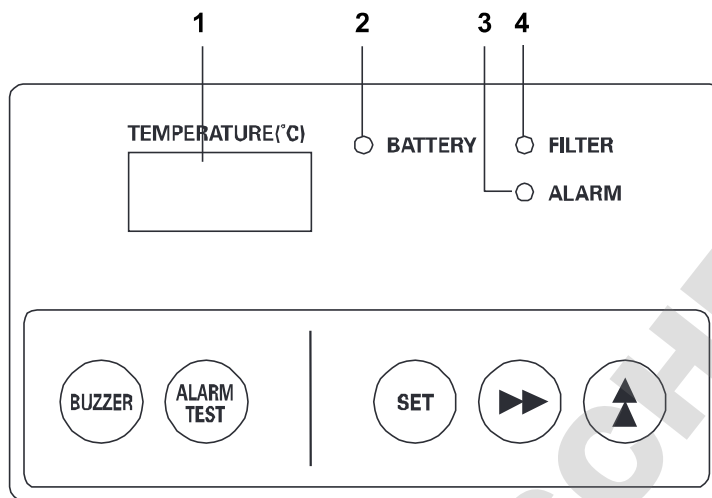 1 2 3 4
TEMPERATURE(°C)
BATTERY
FILTER
ALARM
BUZZER
ALARM
TEST
SET